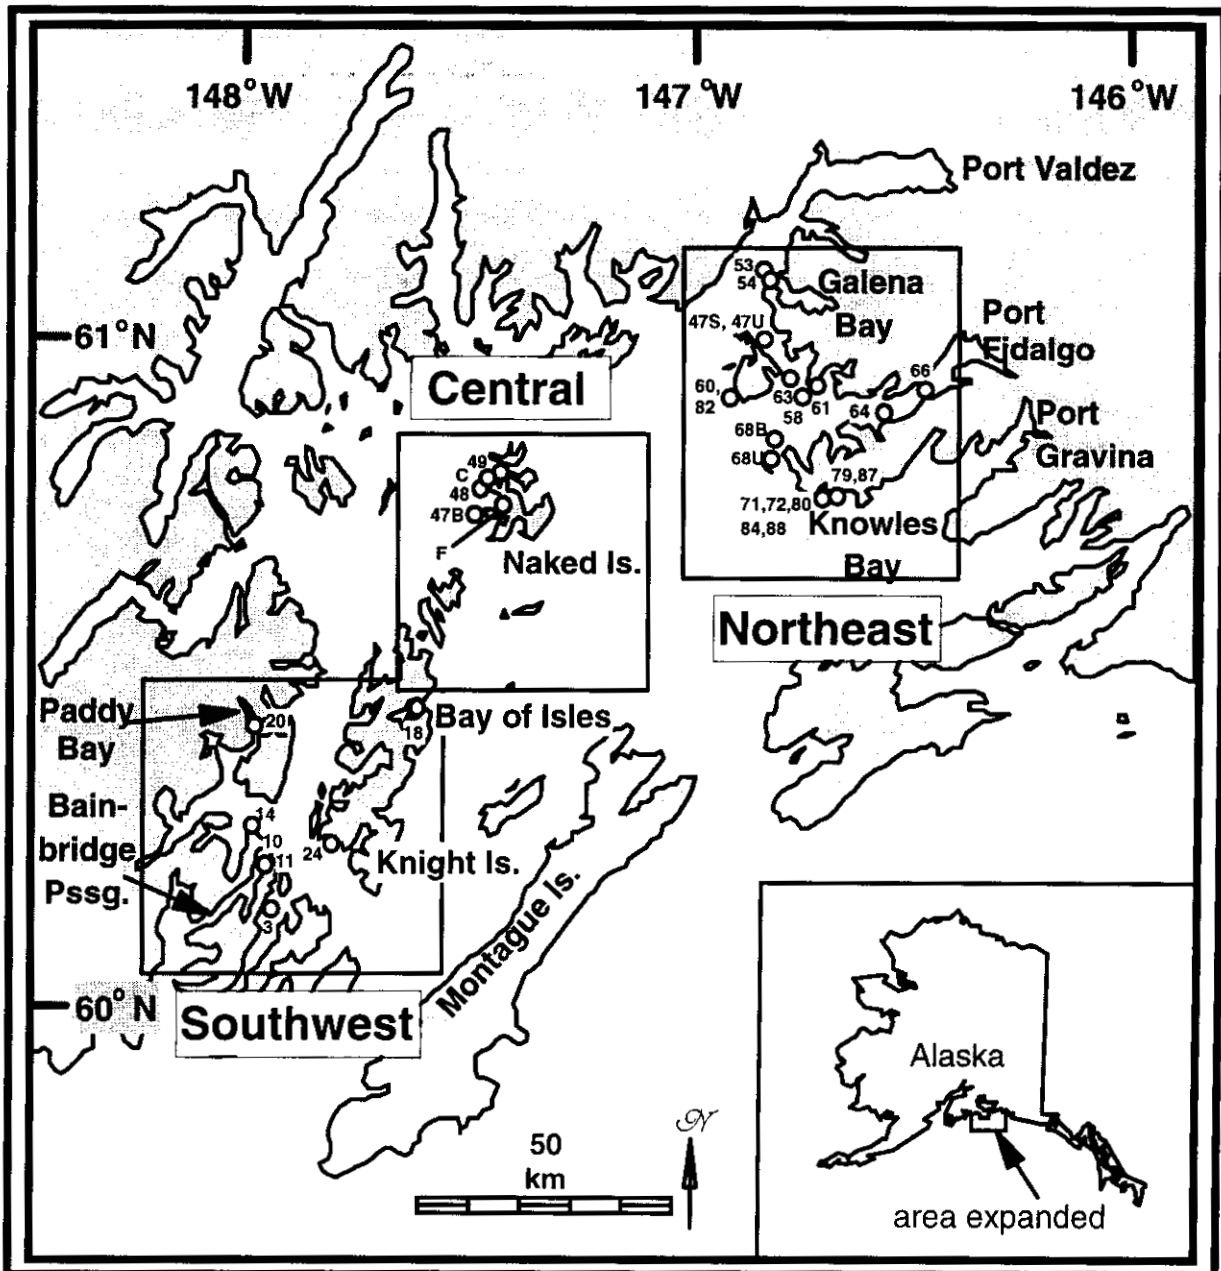 148°W
147°W
146°W
Port Valdez
53
54
Galena
Bay
47S, 47U
Port
Fidalgo
61°N
Central
60,
82
63
58
61
66
64
Port
Gravina
68B
68U
79,87
71,72,80
84,88
Knowles
Bay
49
C
48
47B
F
Naked Is.
Northeast
Paddy
Bay
20
18
Bay of Isles
Bain-
bridge
Pssg.
14
10
11
24
3
Knight Is.
Montague Is.
60°N
Southwest
50
km
N
Alaska
area expanded